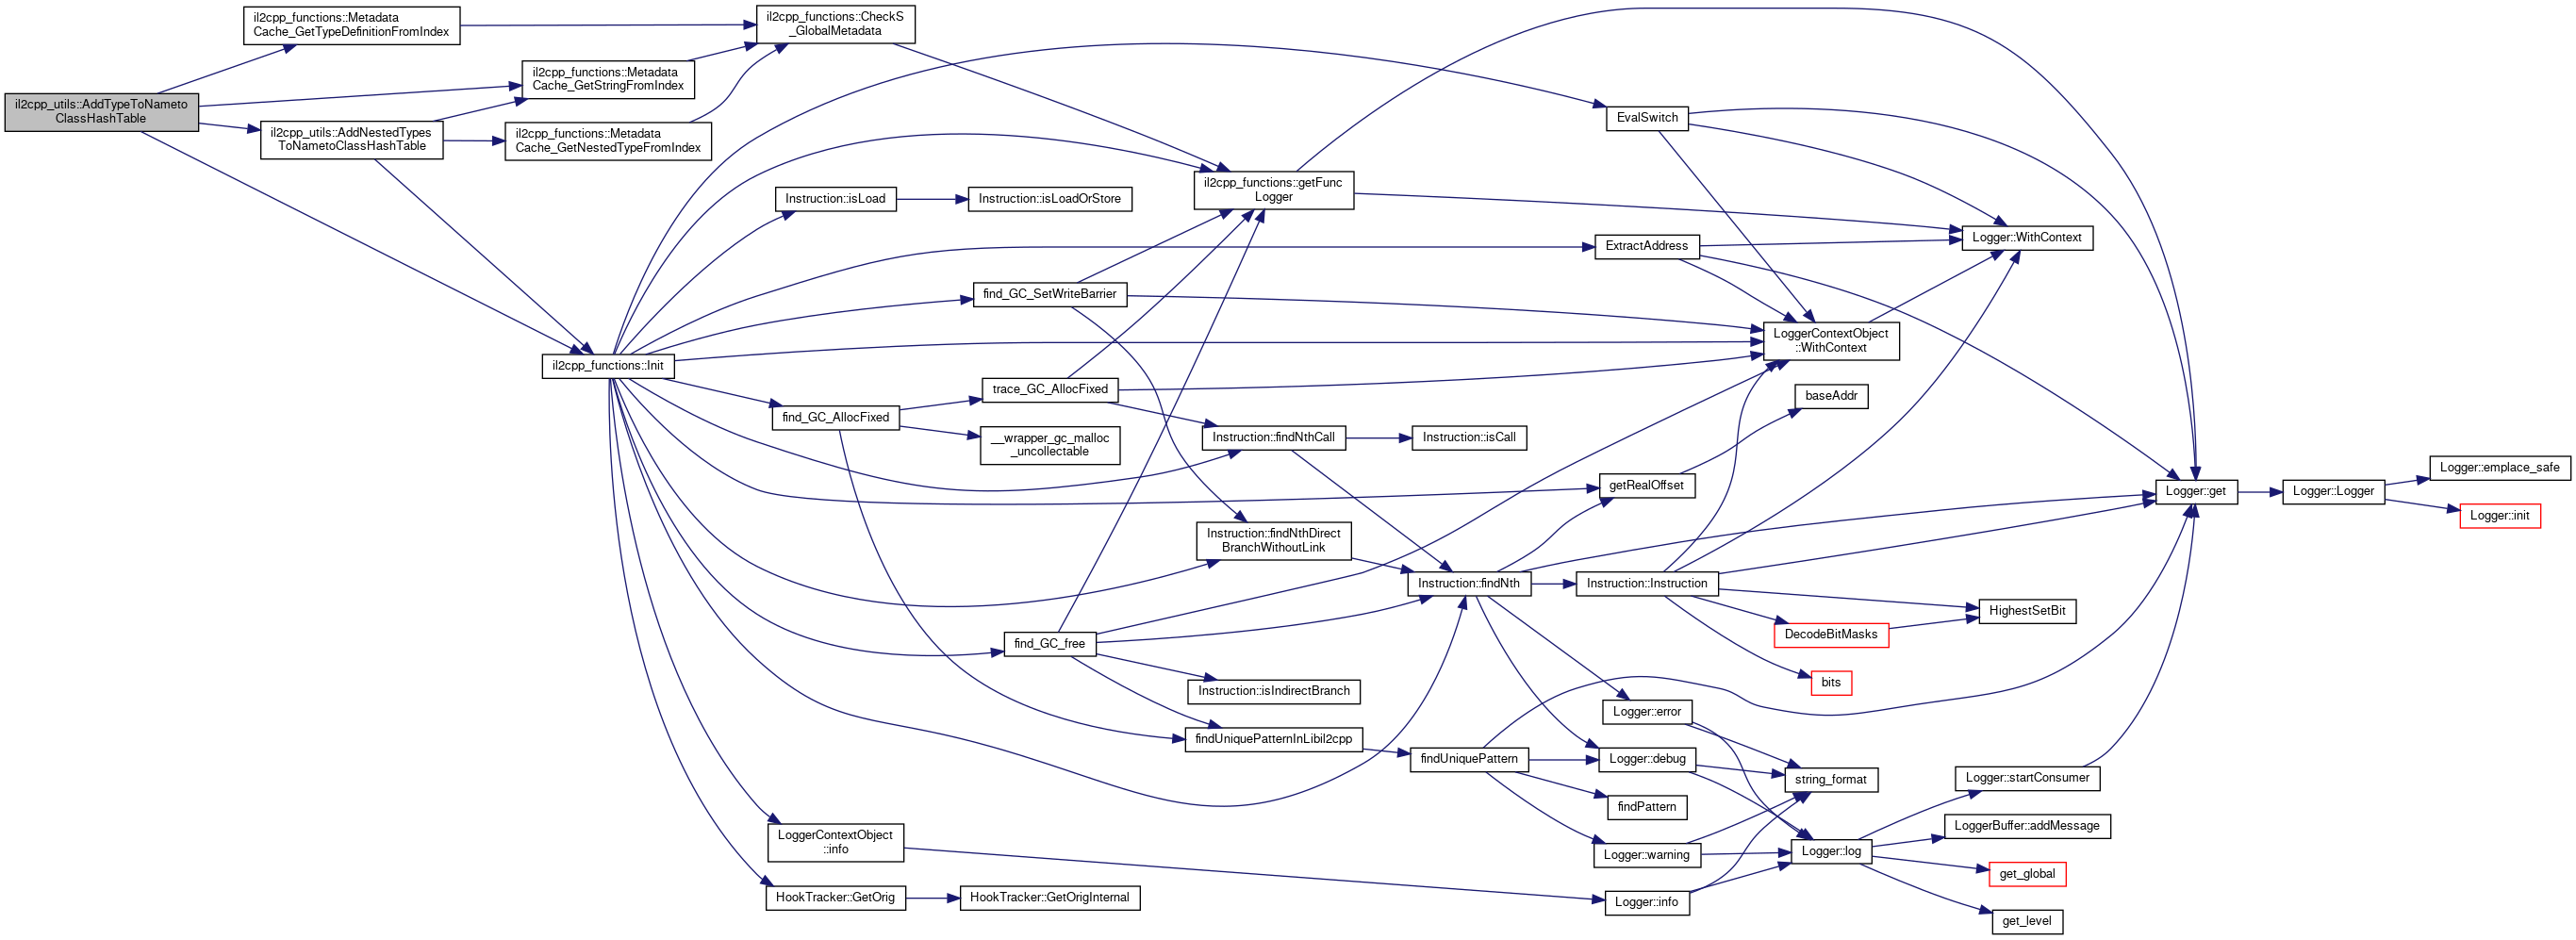 il2cpp_utils::AddTypeToNameto
ClassHashTable
il2cpp_functions::Metadata
Cache_GetTypeDefinitionFromIndex
il2cpp_functions::CheckS
_GlobalMetadata
il2cpp_functions::Metadata
Cache_GetStringFromIndex
il2cpp_utils::AddNestedTypes
ToNametoClassHashTable
il2cpp_functions::Metadata
Cache_GetNestedTypeFromIndex
il2cpp_functions::Init
il2cpp_functions::getFunc
Logger
Instruction::isLoad
Instruction::isLoadOrStore
find_GC_SetWriteBarrier
trace_GC_AllocFixed
find_GC_AllocFixed
__wrapper_gc_malloc
_uncollectable
Instruction::findNthCall
Instruction::isCall
Instruction::findNthDirect
BranchWithoutLink
Instruction::findNth
find_GC_free
Instruction::isIndirectBranch
findUniquePatternInLibil2cpp
findUniquePattern
LoggerContextObject
::info
HookTracker::GetOrig
HookTracker::GetOrigInternal
EvalSwitch
ExtractAddress
Logger::WithContext
LoggerContextObject
::WithContext
baseAddr
getRealOffset
Instruction::Instruction
HighestSetBit
DecodeBitMasks
bits
Logger::error
Logger::debug
string_format
findPattern
Logger::warning
Logger::info
Logger::log
Logger::startConsumer
LoggerBuffer::addMessage
get_global
get_level
Logger::get
Logger::Logger
Logger::emplace_safe
Logger::init